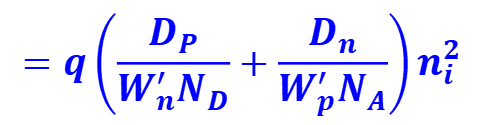 = q ( D_P / W′_n N_D + D_n / W′_p N_A ) n_i^2